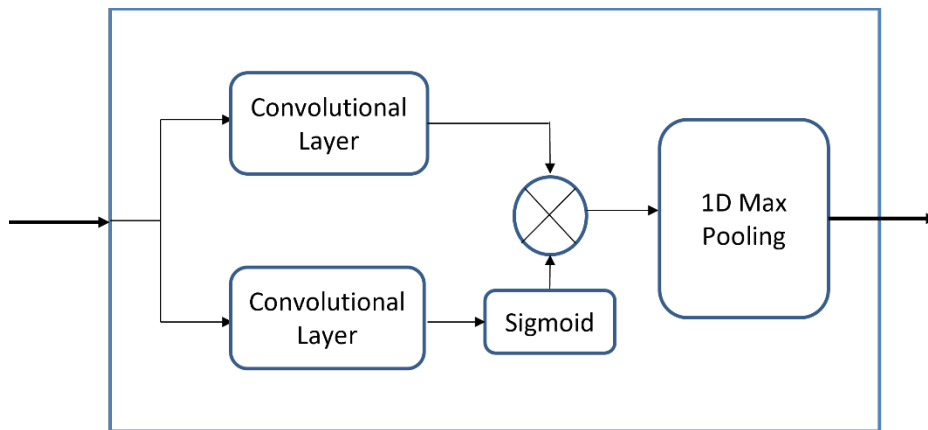 Convolutional
Layer
1D Max
Pooling
Convolutional
Layer
Sigmoid